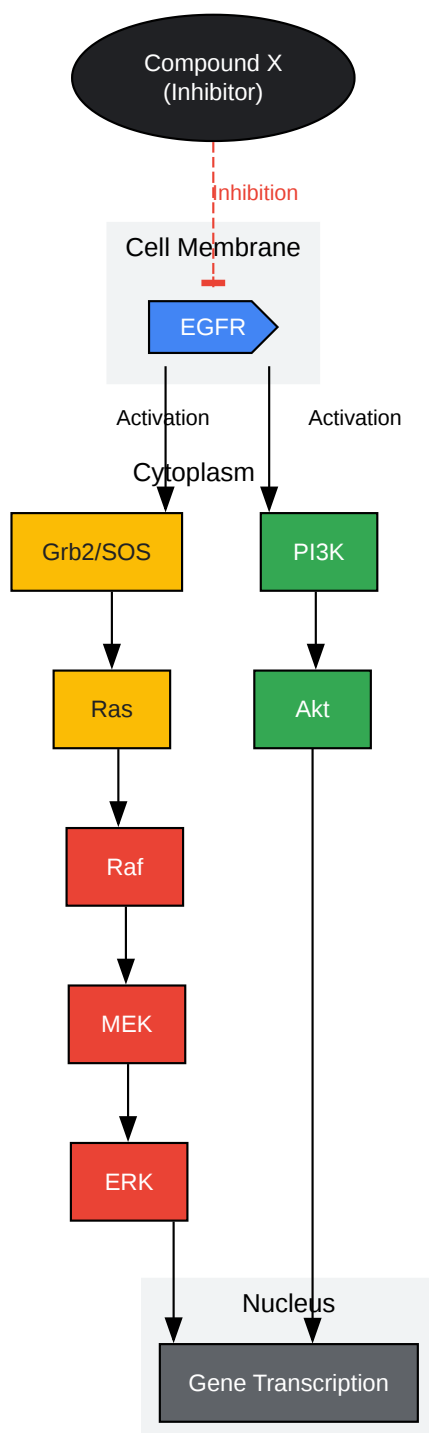 Compound X
(Inhibitor)
Inhibition
Cell Membrane
EGFR
Activation
Activation
Cytoplasm
Grb2/SOS
PI3K
Ras
Akt
Raf
MEK
ERK
Nucleus
Gene Transcription